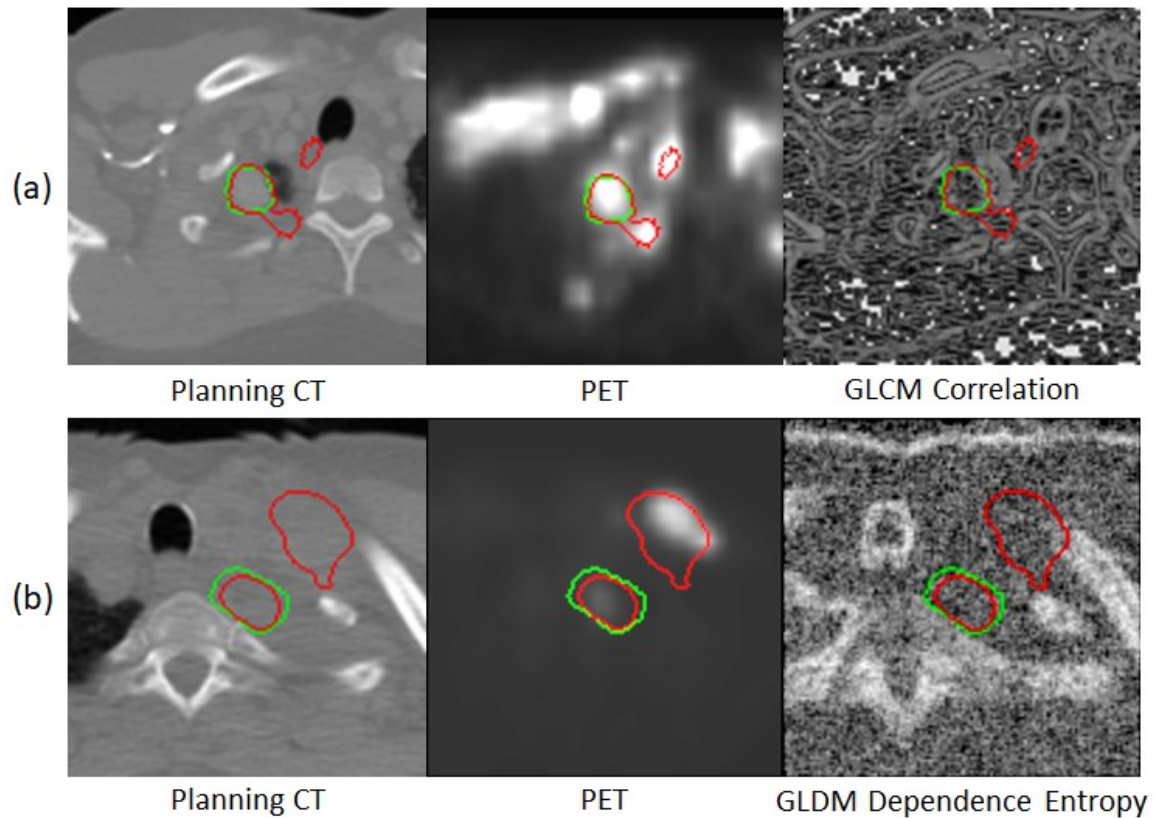 (a)
Planning CT PET GLCM Correlation
(b)
Planning CT PET GLDM Dependence Entropy